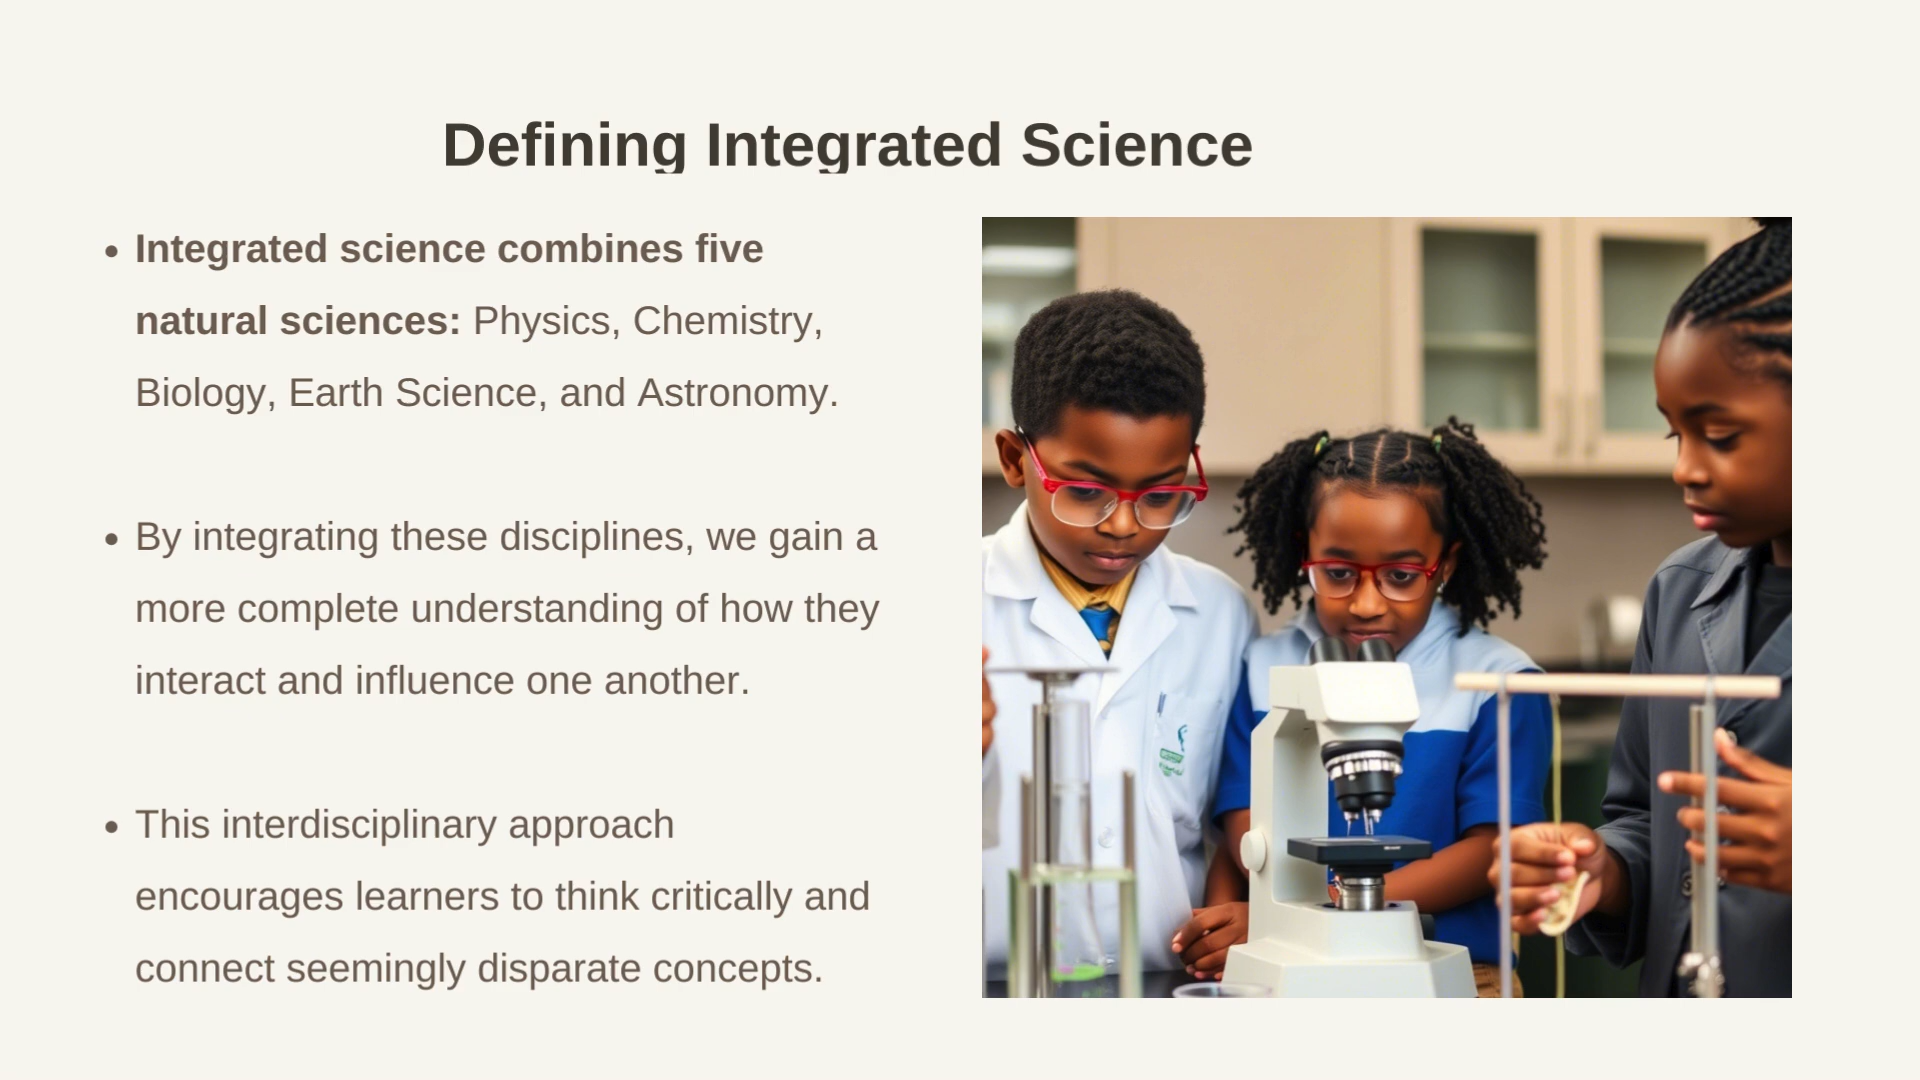 Defining Integrated Science
• Integrated science combines five
natural sciences: Physics, Chemistry,
Biology, Earth Science, and Astronomy.
• By integrating these disciplines, we gain a
more complete understanding of how they
interact and influence one another.
• This interdisciplinary approach
encourages learners to think critically and
connect seemingly disparate concepts.